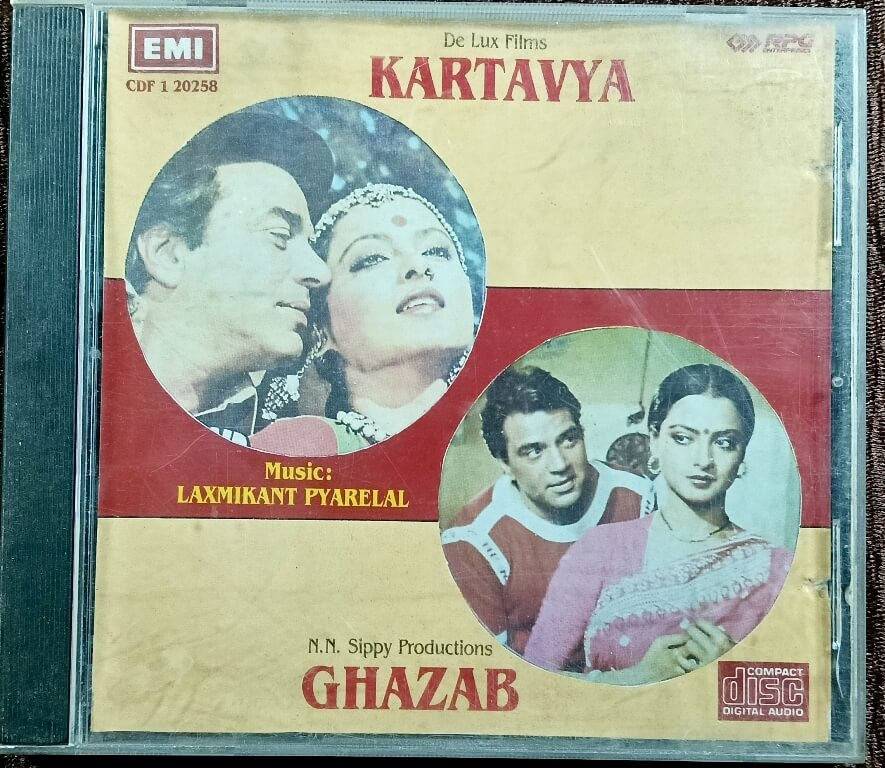 EMI
CDF 1 20258
De Lux Films
KARTAVYA
RPG
ENTERPRISES
Music:
LAXMIKANT PYARELAL
N.N. Sippy Productions
GHAZAB
COMPACT
disc
DIGITAL AUDIO